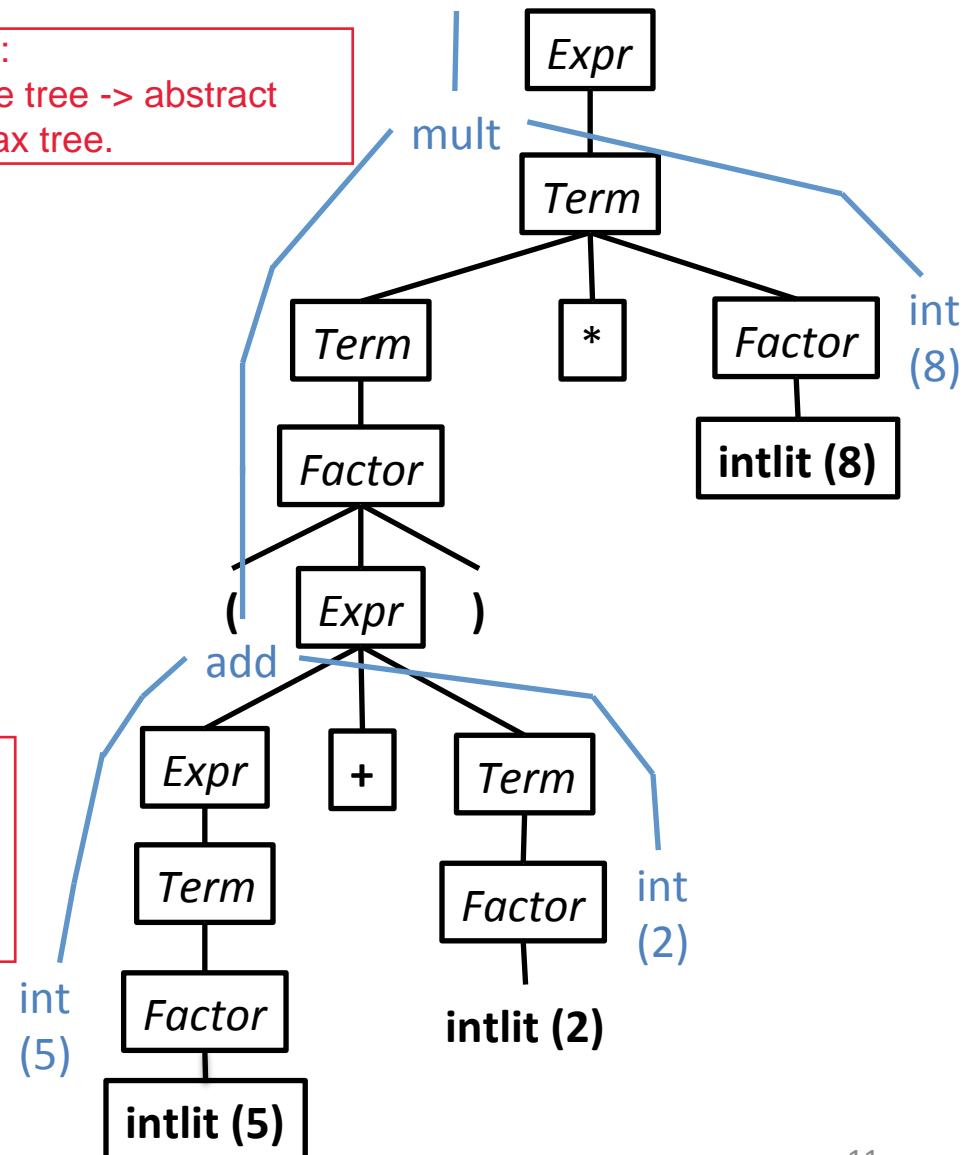 :
e tree -> abstract
ax tree.
Expr
mult
Term
int
(8)
Term
*
Factor
Factor
intlit (8)
( Expr )
add
Expr
+
Term
Term
Factor
int
(2)
int
(5)
Factor
intlit (2)
intlit (5)